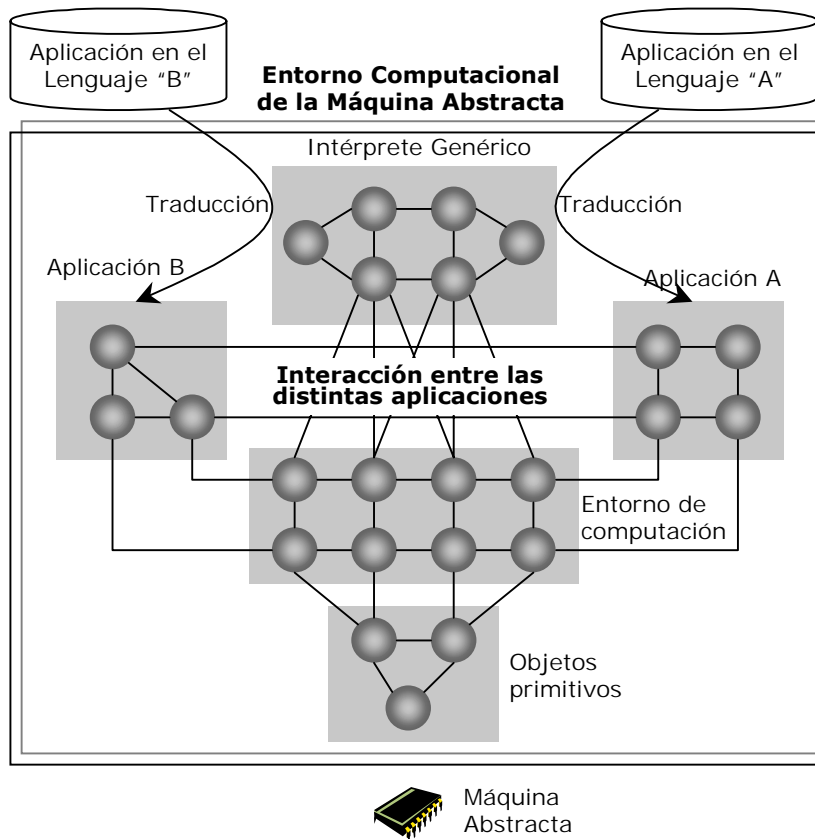 Aplicación en el
Lenguaje “B”
Aplicación en el
Lenguaje “A”
Entorno Computacional
de la Máquina Abstracta
Intérprete Genérico
Traducción
Traducción
Aplicación B
Aplicación A
Interacción entre las
distintas aplicaciones
Entorno de
computación
Objetos
primitivos
Máquina
Abstracta